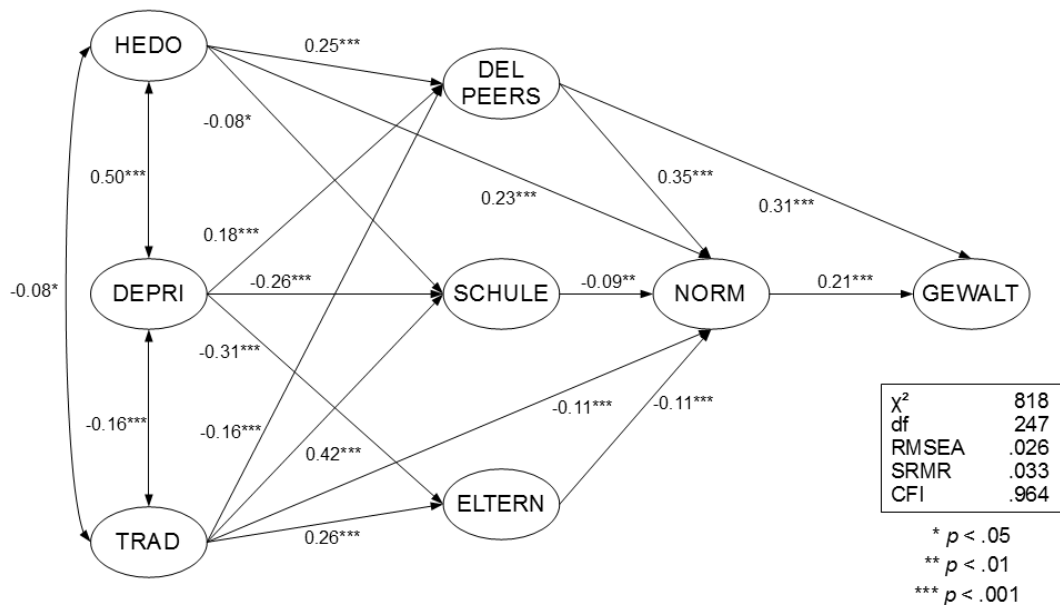 HEDO
0.25***
DEL
PEERS
-0.08*
0.50***
0.35***
0.23***
0.31***
0.18***
-0.08*
DEPRI
-0.26***
SCHULE
-0.09**
NORM
0.21***
GEWALT
-0.31***
-0.16***
-0.16***
0.42***
-0.11***
-0.11***
ELTERN
TRAD
0.26***
χ² 818
df 247
RMSEA .026
SRMR .033
CFI .964
* p < .05
** p < .01
*** p < .001